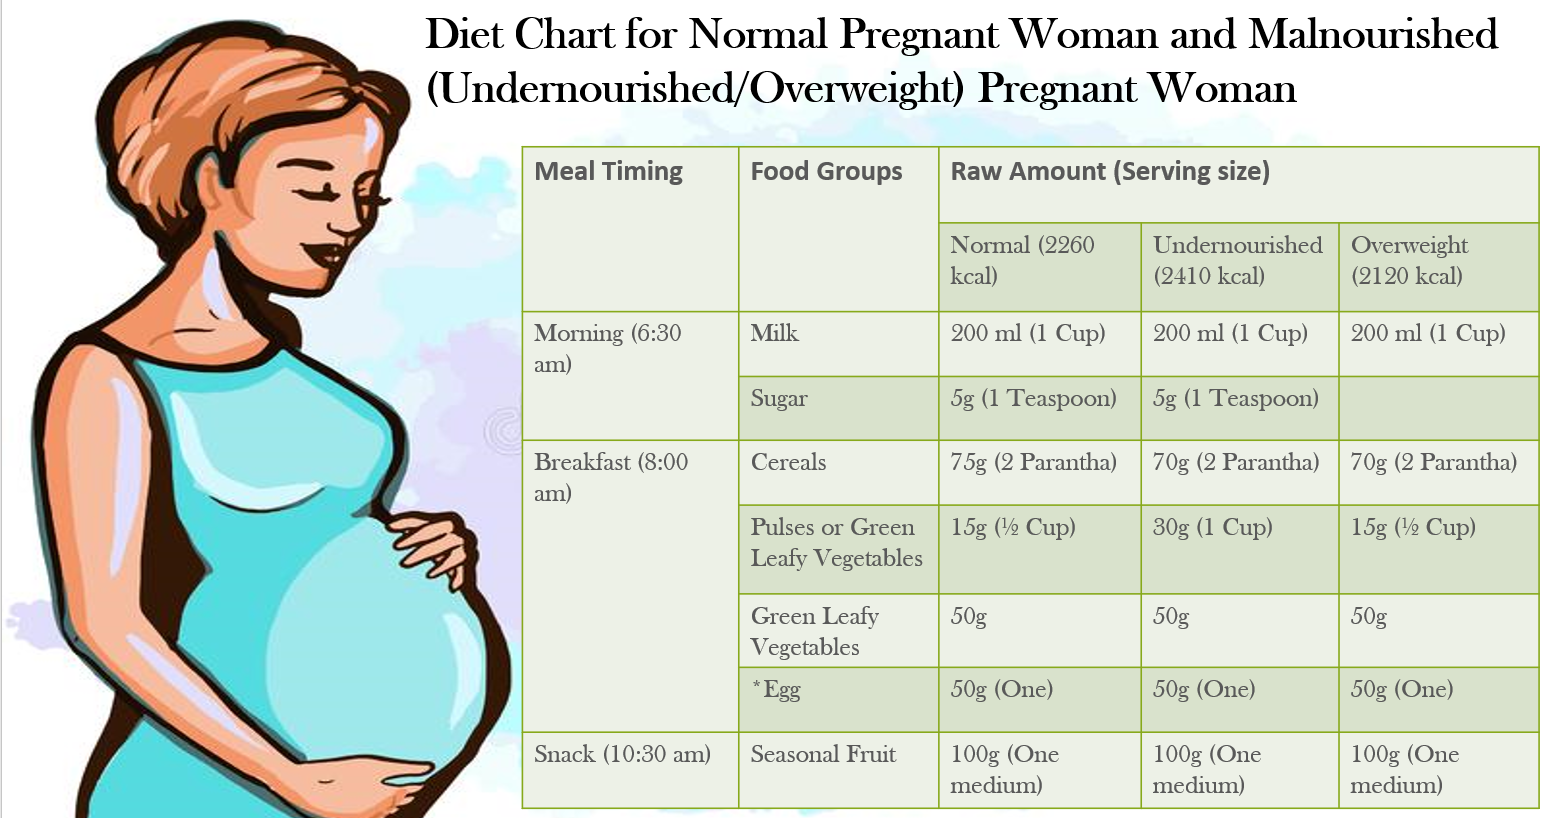 Diet Chart for Normal Pregnant Woman and Malnourished
(Undernourished/Overweight) Pregnant Woman
Meal Timing Food Groups Raw Amount (Serving size)
Normal (2260 Undernourished Overweight
kcal) (2410 kcal) (2120 kcal)
Morning (6:30 Milk 200 ml (1 Cup) 200 ml (1 Cup) 200 ml (1 Cup)
am)
Sugar 5g (1 Teaspoon) 5g (1 Teaspoon)
Breakfast (8:00 Cereals 75g (2 Parantha) 70g (2 Parantha) 70g (2 Parantha)
am)
Pulses or Green 15g (½ Cup) 30g (1 Cup) 15g (½ Cup)
Leafy Vegetables
Green Leafy 50g 50g 50g
Vegetables
*Egg 50g (One) 50g (One) 50g (One)
Snack (10:30 am) Seasonal Fruit 100g (One 100g (One 100g (One
medium) medium) medium)